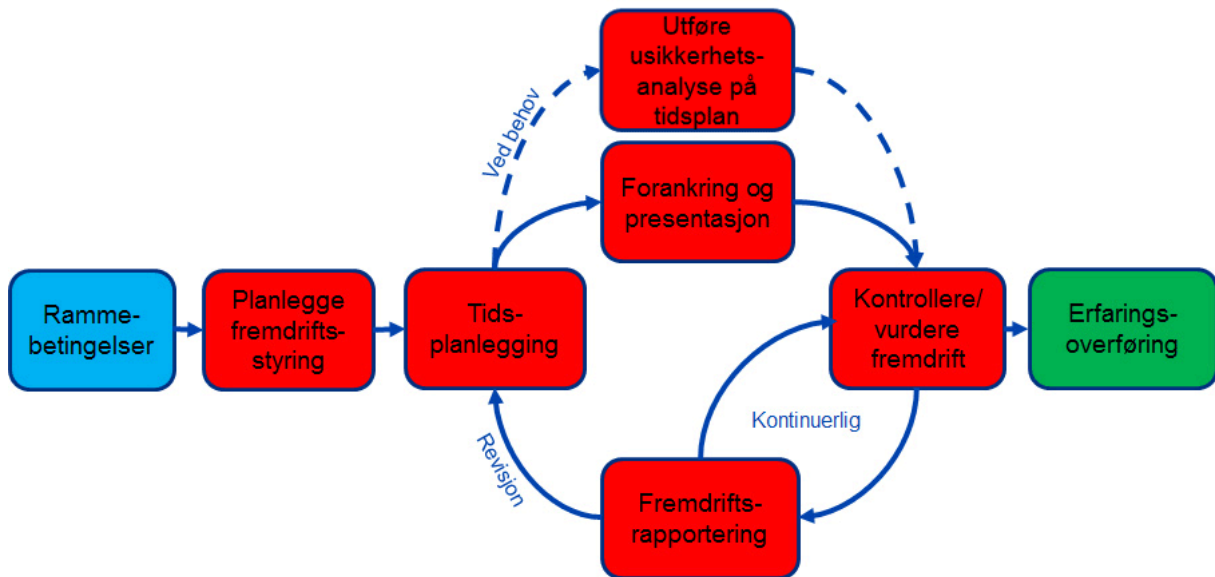 Utføre
usikkerhets-
analyse på
tidsplan
Ved behov
Forankring og
presentasjon
Ramme-
betingelser
Planlegge
fremdrifts-
styring
Tids-
planlegging
Kontrollere/
vurdere
fremdrift
Erfarings-
overføring
Kontinuerlig
Revisjon
Fremdrifts-
rapportering